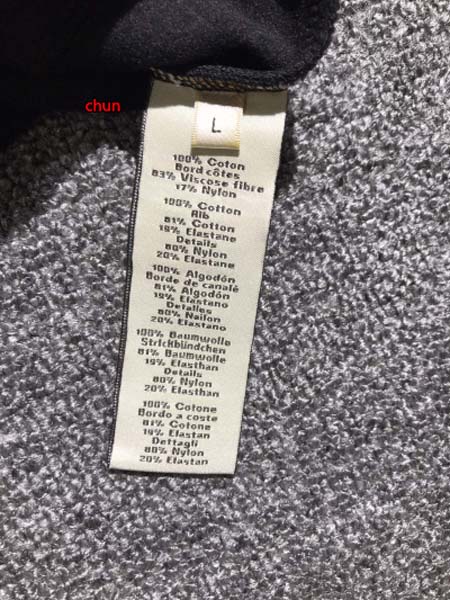 chun
L
100% Coton
Bord côtes
83% Viscose fibre
17% Nylon
100% Cotton
Rib
81% Cotton
19% Elastane
Details
80% Nylon
20% Elastane
100% Algodón
Borde de canalé
81% Algodón
19% Elastano
Detalles
80% Nailon
20% Elastano
100% Baumwolle
Strickbündchen
81% Baumwolle
19% Elasthan
Details
80% Nylon
20% Elasthan
100% Cotone
Bordo a coste
81% Cotone
19% Elastan
Dettagli
80% Nylon
20% Elastan